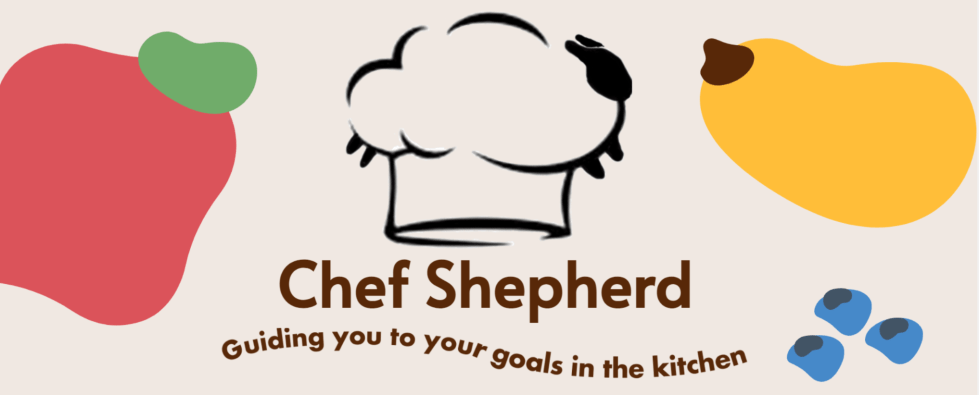 Chef Shepherd
Guiding you to your goals in the kitchen